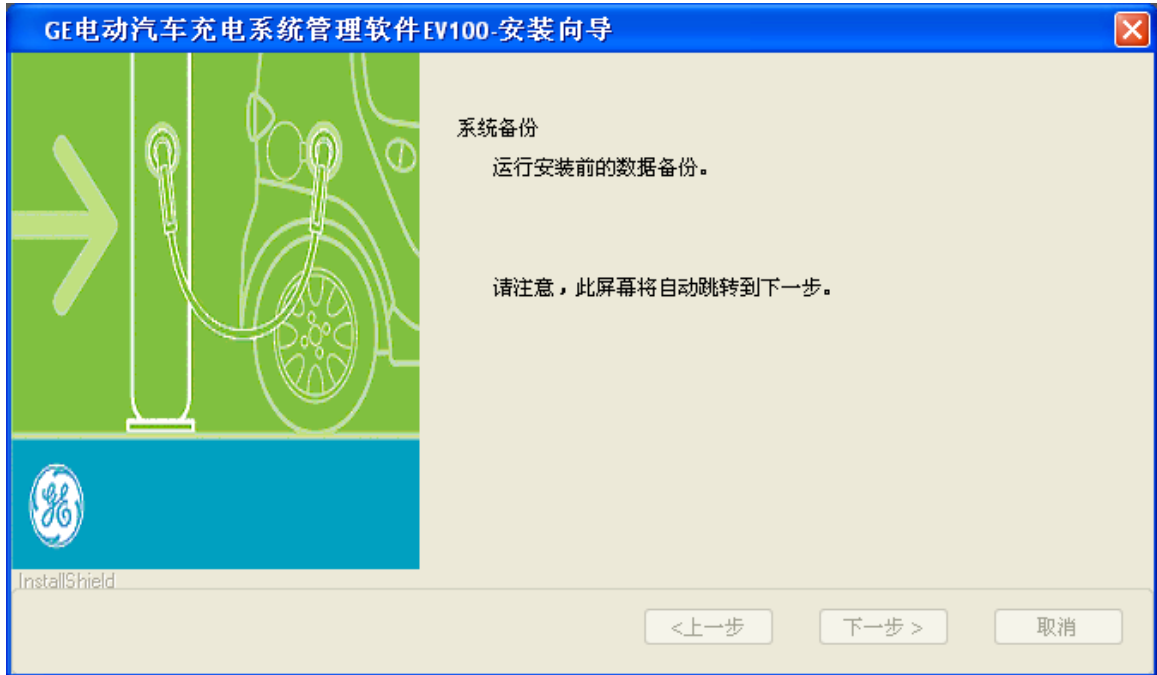 GE电动汽车充电系统管理软件EV100-安装向导
系统备份
运行安装前的数据备份。
请注意，此屏幕将自动跳转到下一步。
GE
InstallShield
<上一步
下一步 >
取消